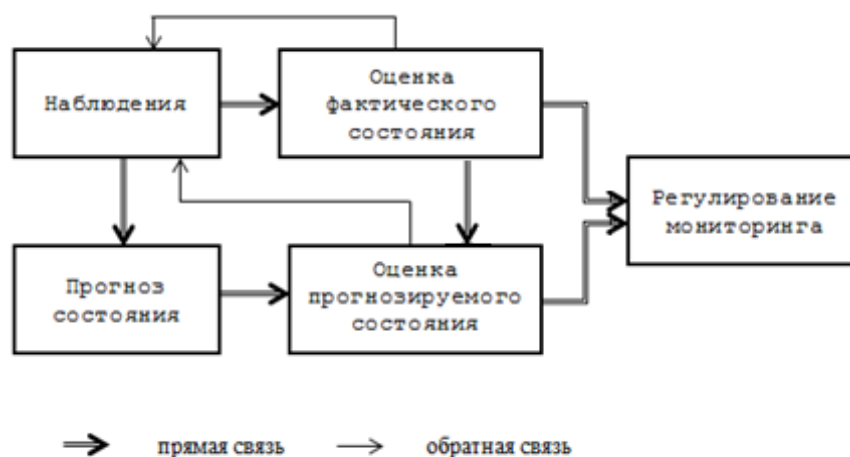 Наблюдения
Оценка
фактического
состояния
Регулирование
мониторинга
Прогноз
состояния
Оценка
прогнозируемого
состояния
прямая связь
обратная связь